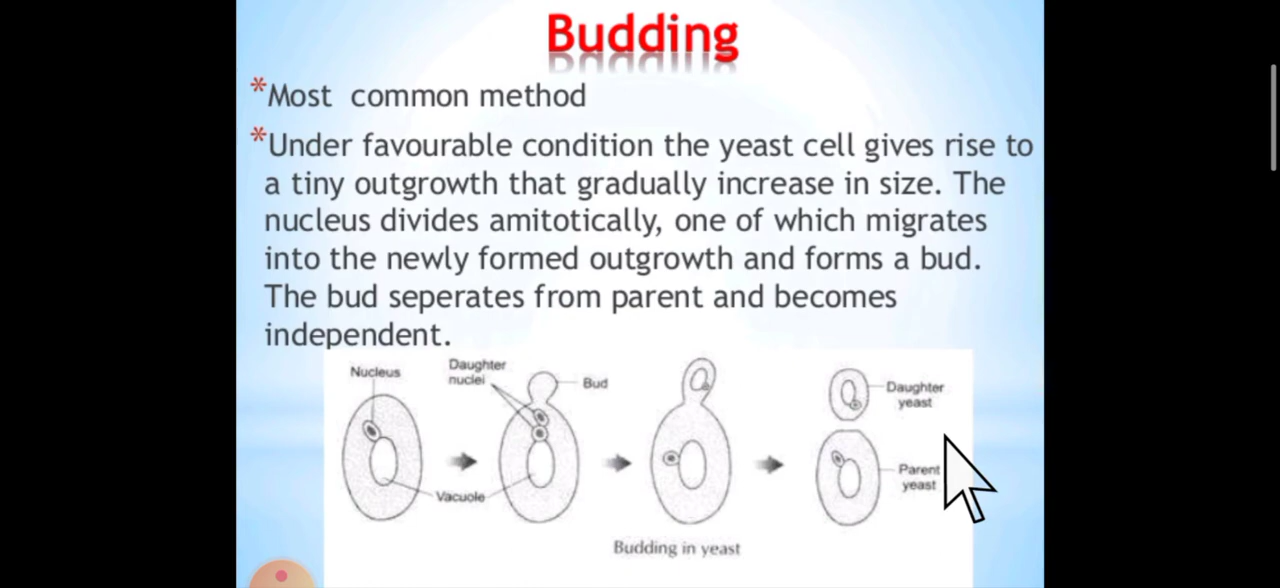 Budding
*Most common method
*Under favourable condition the yeast cell gives rise to
a tiny outgrowth that gradually increase in size. The
nucleus divides amitotically, one of which migrates
into the newly formed outgrowth and forms a bud.
The bud seperates from parent and becomes
independent.
Nucleus
Daughter
nuclei
Bud
Vacuole
Daughter
yeast
Parent
yeast
Budding in yeast